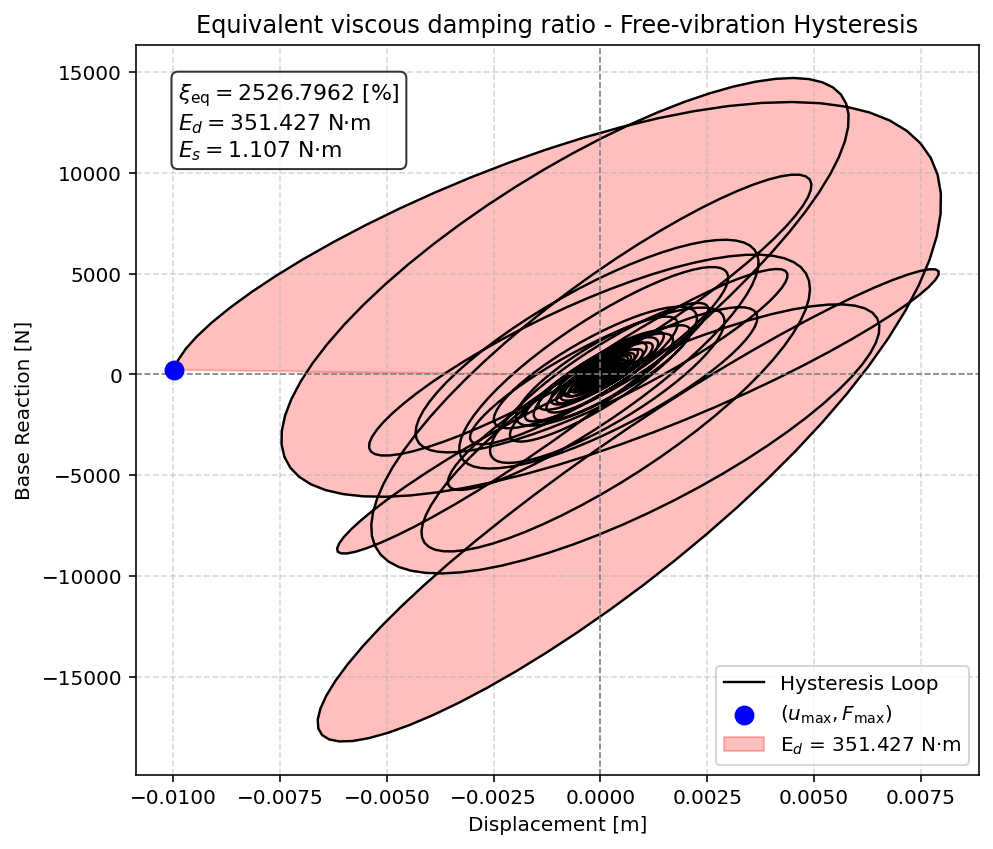 Equivalent viscous damping ratio - Free-vibration Hysteresis
ξeq = 2526.7962 [%]
Ed = 351.427 N·m
Es = 1.107 N·m
15000
10000
5000
0
−5000
−10000
−15000
Base Reaction [N]
Hysteresis Loop
(umax, Fmax)
Ed = 351.427 N·m
−0.0100 −0.0075 −0.0050 −0.0025 0.0000 0.0025 0.0050 0.0075
Displacement [m]